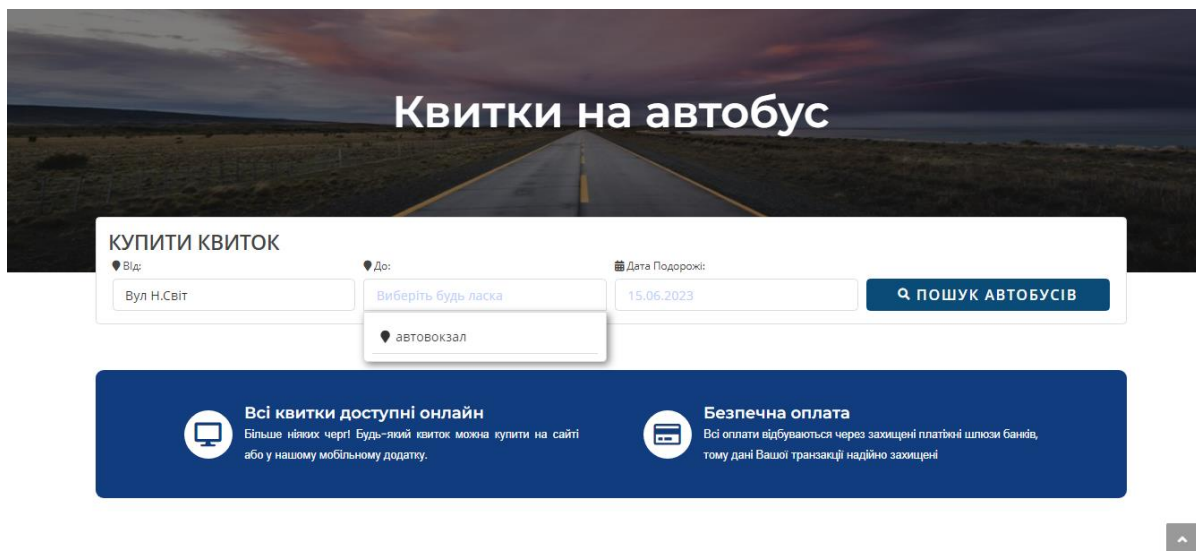 Квитки на автобус
КУПИТИ КВИТОК
Від:
До:
Дата Подорожі:
Вул Н.Світ
Виберіть будь ласка
15.06.2023
ПОШУК АВТОБУСІВ
автовокзал
Всі квитки доступні онлайн
Більше ніяких черг! Будь-який квиток можна купити на сайті
або у нашому мобільному додатку.
Безпечна оплата
Всі оплати відбуваються через захищені платіжні шлюзи банків,
тому дані Вашої транзакції надійно захищені